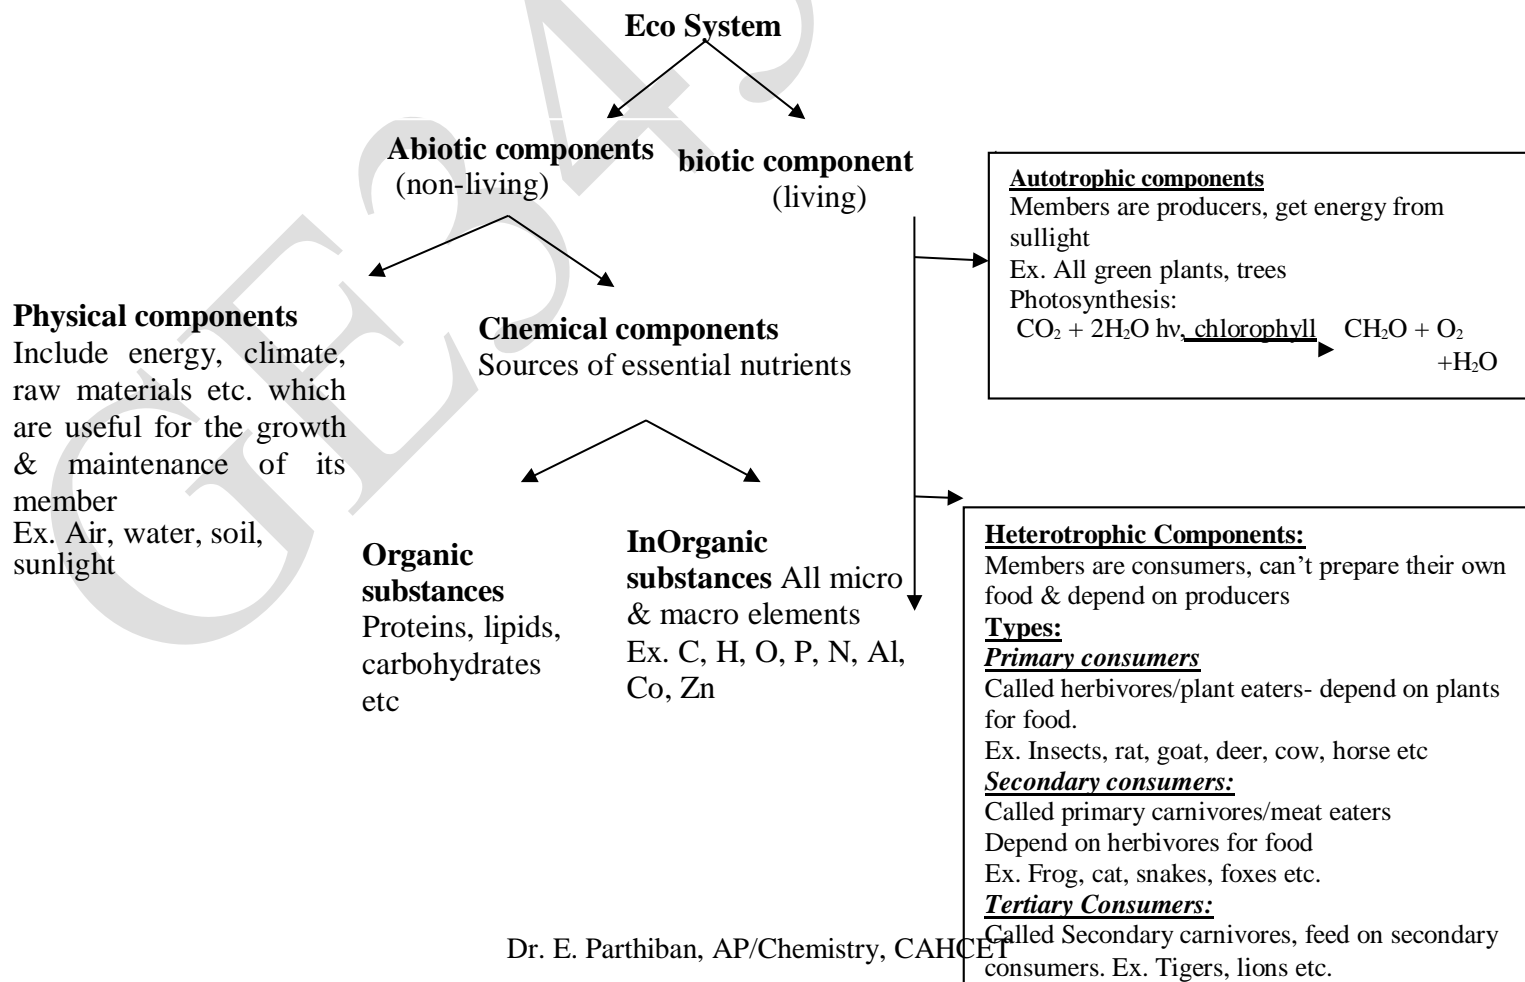 Eco System
Abiotic components
(non-living)
biotic component
(living)
Autotrophic components
Members are producers, get energy from
sullight
Ex. All green plants, trees
Photosynthesis:
CO₂ + 2H₂O hν, chlorophyll CH₂O + O₂
+H₂O
Physical components
Include energy, climate,
raw materials etc. which
are useful for the growth
& maintenance of its
member
Ex. Air, water, soil,
sunlight
Chemical components
Sources of essential nutrients
Organic
substances
Proteins, lipids,
carbohydrates
etc
InOrganic
substances All micro
& macro elements
Ex. C, H, O, P, N, Al,
Co, Zn
Heterotrophic Components:
Members are consumers, can’t prepare their own
food & depend on producers
Types:
Primary consumers
Called herbivores/plant eaters- depend on plants
for food.
Ex. Insects, rat, goat, deer, cow, horse etc
Secondary consumers:
Called primary carnivores/meat eaters
Depend on herbivores for food
Ex. Frog, cat, snakes, foxes etc.
Tertiary Consumers:
Called Secondary carnivores, feed on secondary
consumers. Ex. Tigers, lions etc.
Dr. E. Parthiban, AP/Chemistry, CAHCET